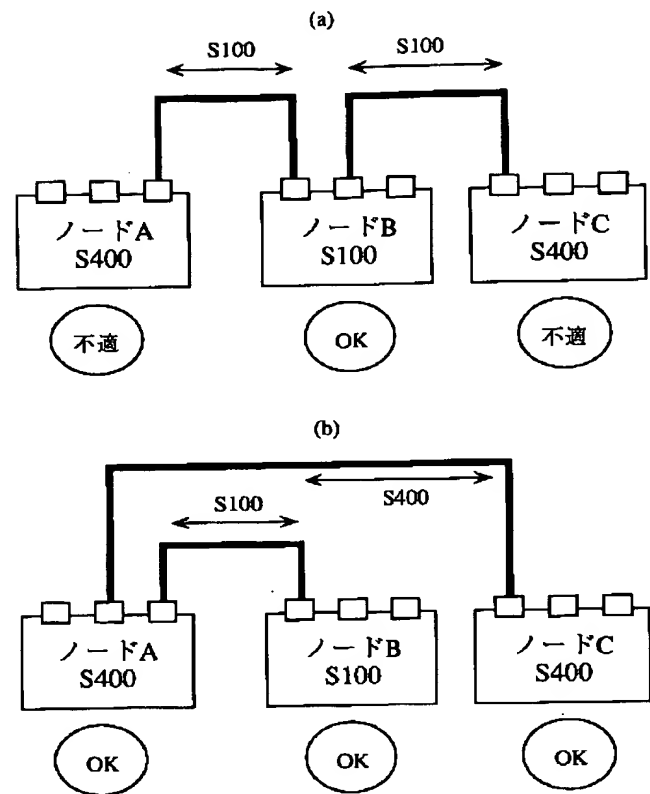 (a)
S100 S100
ノードA ノードB ノードC
S400 S100 S400
不適 OK 不適
(b)
S400
S100
ノードA ノードB ノードC
S400 S100 S400
OK OK OK